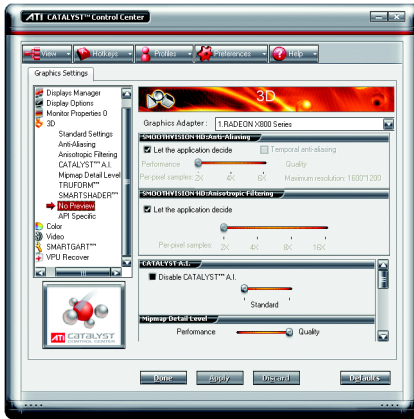 ATI CATALYST™ Control Center
View Hotkeys Profiles Preferences Help
Graphics Settings
Displays Manager
Display Options
Monitor Properties 0
3D
Standard Settings
Anti-Aliasing
Anisotropic Filtering
CATALYST™ A.I.
Mipmap Detail Level
TRUFORM™
SMARTSHADER™
No Preview
API Specific
Color
Video
SMARTGART™
VPU Recover
ATI CATALYST
CONTROL CENTER
3D
Graphics Adapter : 1.RADEON X800 Series
SMOOTHVISION HD:Anti-Aliasing
Let the application decide Temporal anti-aliasing
Performance Quality
Per-pixel samples: 2X 4X 6X Maximum resolution: 1600*1200
SMOOTHVISION HD:Anisotropic Filtering
Let the application decide
Per-pixel samples: 2X 4X 8X 16X
CATALYST A.I.
Disable CATALYST™ A.I.
Standard
Mipmap Detail Level
Performance Quality
Done Apply Discard Defaults